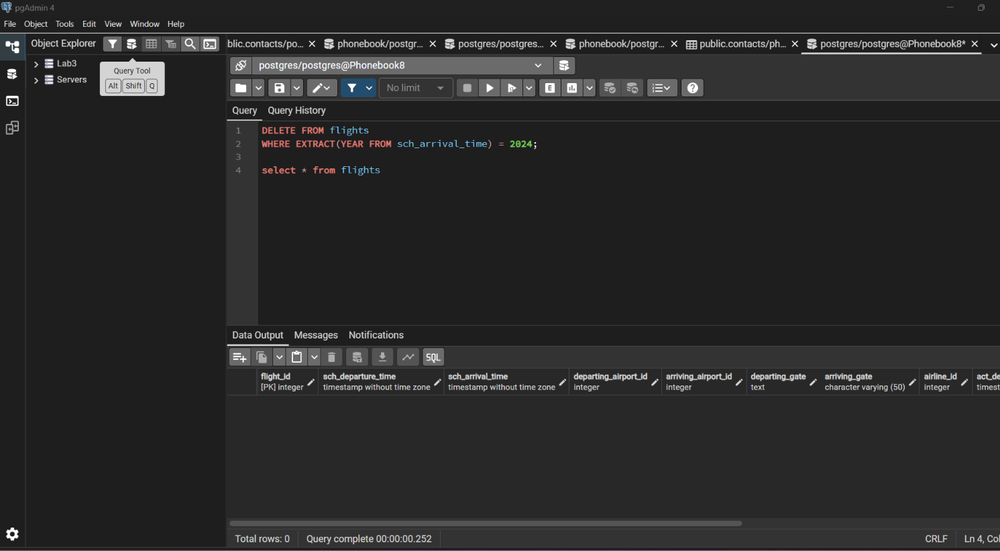 pgAdmin 4
File Object Tools Edit View Window Help
Object Explorer
blic.contacts/po... phonebook/postgr... postgres/postgres... phonebook/postgr... public.contacts/ph... postgres/postgres@Phonebook8*
Lab3
Servers
Query Tool
Alt Shift Q
postgres/postgres@Phonebook8
No limit
E
Query Query History
1 DELETE FROM flights
2 WHERE EXTRACT(YEAR FROM sch_arrival_time) = 2024;
3
4 select * from flights
Data Output Messages Notifications
SQL
flight_id sch_departure_time sch_arrival_time departing_airport_id arriving_airport_id departing_gate arriving_gate airline_id act_de
[PK] integer timestamp without time zone timestamp without time zone integer integer text character varying (50) integer timest
Total rows: 0 Query complete 00:00:00.252 CRLF Ln 4, Col